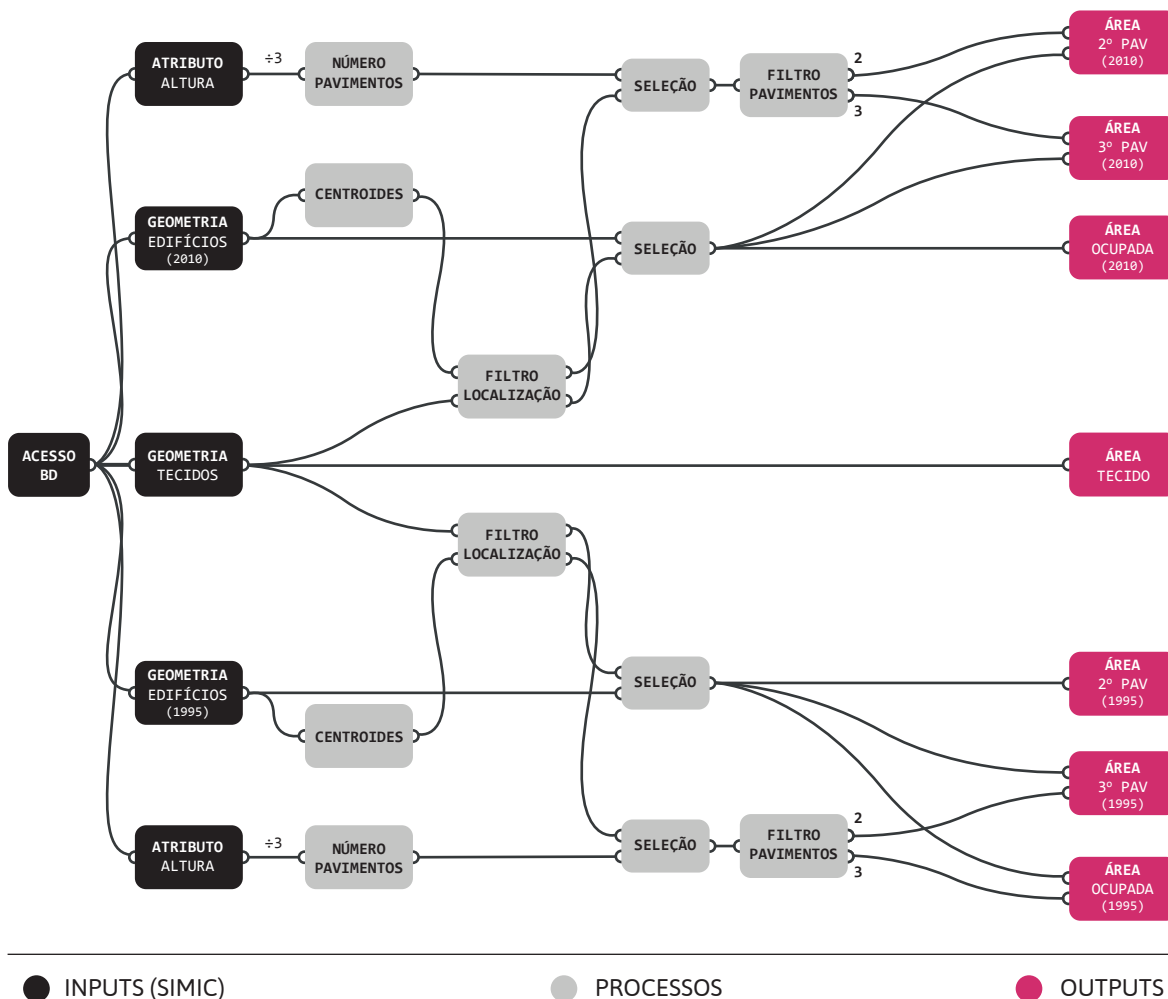 ATRIBUTO
ALTURA
÷3
NÚMERO
PAVIMENTOS
SELEÇÃO
FILTRO
PAVIMENTOS
2
3
ÁREA
2º PAV
(2010)
ÁREA
3º PAV
(2010)
GEOMETRIA
EDIFÍCIOS
(2010)
CENTROIDES
SELEÇÃO
ÁREA
OCUPADA
(2010)
FILTRO
LOCALIZAÇÃO
ACESSO
BD
GEOMETRIA
TECIDOS
ÁREA
TECIDO
FILTRO
LOCALIZAÇÃO
GEOMETRIA
EDIFÍCIOS
(1995)
CENTROIDES
SELEÇÃO
ÁREA
2º PAV
(1995)
ÁREA
3º PAV
(1995)
ATRIBUTO
ALTURA
÷3
NÚMERO
PAVIMENTOS
SELEÇÃO
FILTRO
PAVIMENTOS
2
3
ÁREA
OCUPADA
(1995)
INPUTS (SIMIC)
PROCESSOS
OUTPUTS